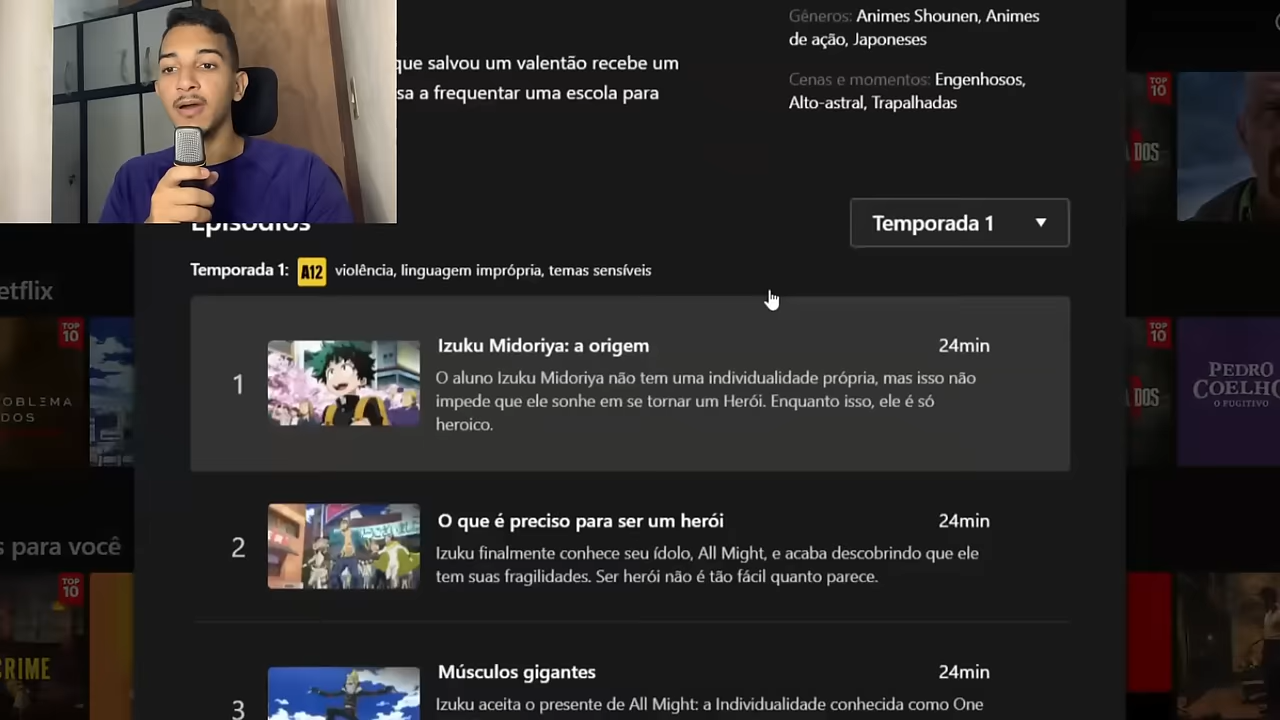 Gêneros: Animes Shounen, Animes
de ação, Japoneses
que salvou um valentão recebe um
sa a frequentar uma escola para
Cenas e momentos: Engenhosos,
Alto-astral, Trapalhadas
TOP
10
DOS
Episódios
Temporada 1
Temporada 1: A12 violência, linguagem imprópria, temas sensíveis
etflix
TOP
10
OBLEMA
DOS
TOP
10
DOS
PEDRO
COELHO
O FUGITIVO
1
Izuku Midoriya: a origem
24min
O aluno Izuku Midoriya não tem uma individualidade própria, mas isso não
impede que ele sonhe em se tornar um Herói. Enquanto isso, ele é só
heroico.
2
O que é preciso para ser um herói
24min
Izuku finalmente conhece seu ídolo, All Might, e acaba descobrindo que ele
tem suas fragilidades. Ser herói não é tão fácil quanto parece.
s para você
TOP
10
CRIME
3
Músculos gigantes
24min
Izuku aceita o presente de All Might: a Individualidade conhecida como One